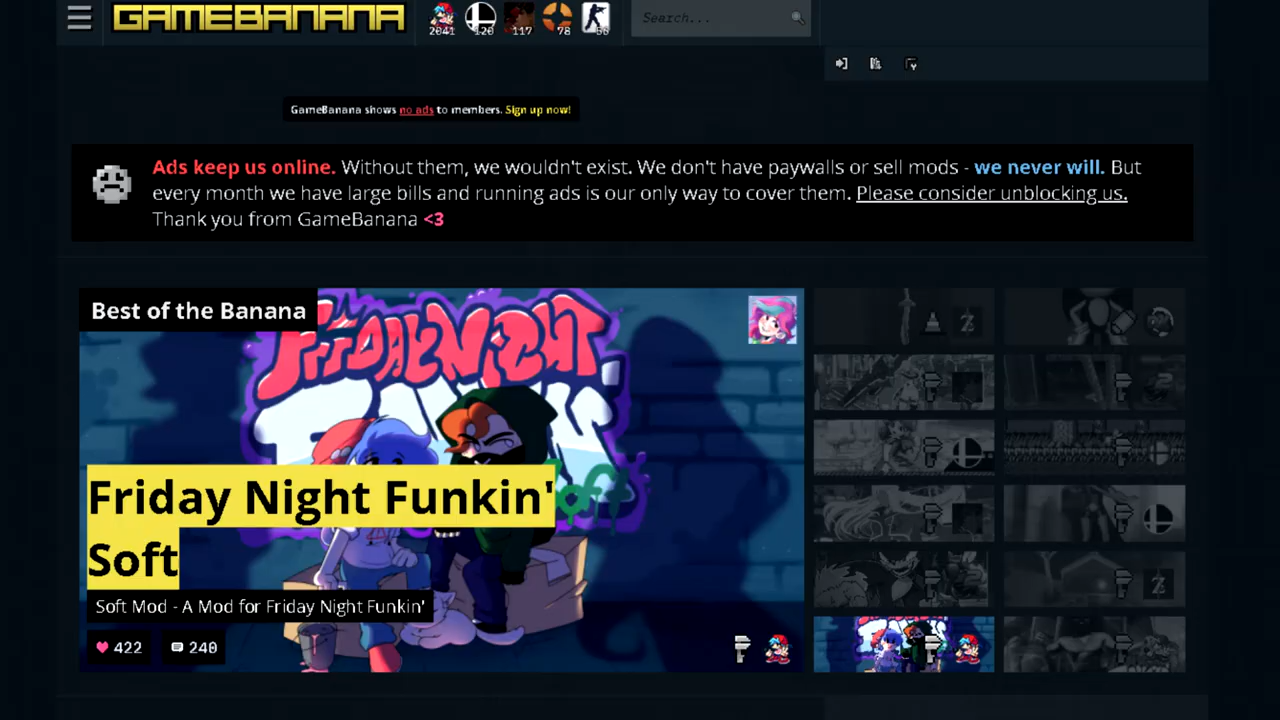 GAMEBANANA
2041
120
117
78
Search...
GameBanana shows no ads to members. Sign up now!
Ads keep us online. Without them, we wouldn't exist. We don't have paywalls or sell mods - we never will. But
every month we have large bills and running ads is our only way to cover them. Please consider unblocking us.
Thank you from GameBanana <3
Best of the Banana
FRIDAY NIGHT
Friday Night Funkin'
Soft
Soft Mod - A Mod for Friday Night Funkin'
422
240